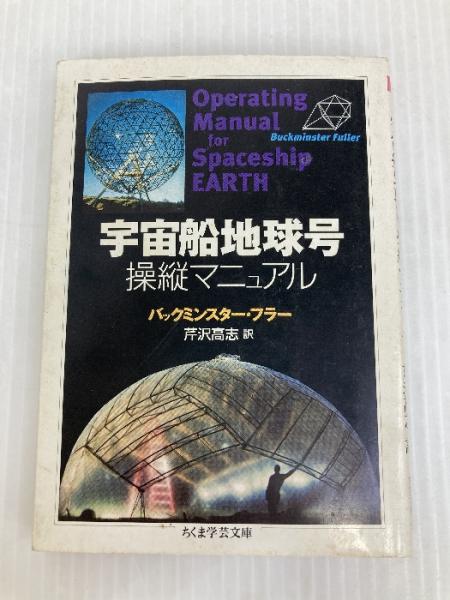 Operating
Manual
for
Spaceship
EARTH
Buckminster Fuller
宇宙船地球号
操縦マニュアル
バックミンスター・フラー
芹沢高志 訳
ちくま学芸文庫